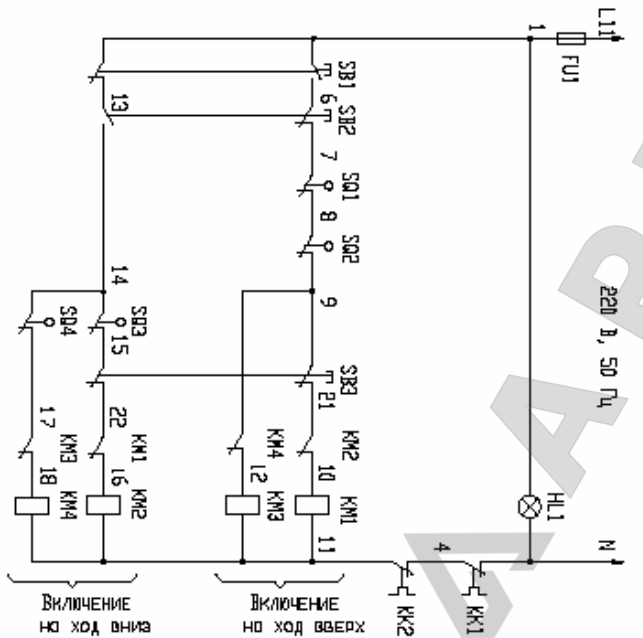 L11
1
FU1
SB1
6
13
SB2
7
SQ1
8
SQ2
220 В, 50 Гц
14
9
SQ4
SQ3
15
SB3
21
22
17
KM3
KM1
KM4
KM2
18
16
12
10
KM4
KM2
KM3
KM1
HL1
11
4
N
KK2
KK1
Включение
на ход вниз
Включение
на ход вверх